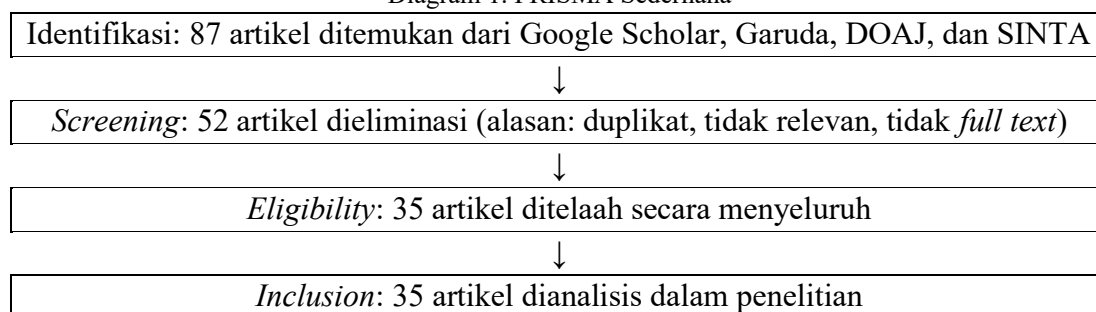 Diagram 1. PRISMA Sederhana
Identifikasi: 87 artikel ditemukan dari Google Scholar, Garuda, DOAJ, dan SINTA
↓
Screening: 52 artikel dieliminasi (alasan: duplikat, tidak relevan, tidak full text)
↓
Eligibility: 35 artikel ditelaah secara menyeluruh
↓
Inclusion: 35 artikel dianalisis dalam penelitian